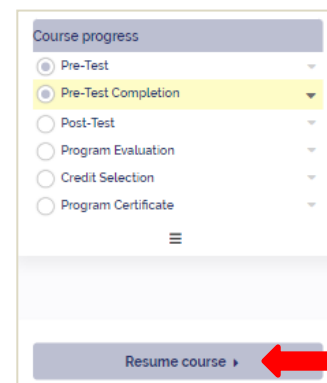 Course progress
Pre-Test
Pre-Test Completion
Post-Test
Program Evaluation
Credit Selection
Program Certificate
Resume course